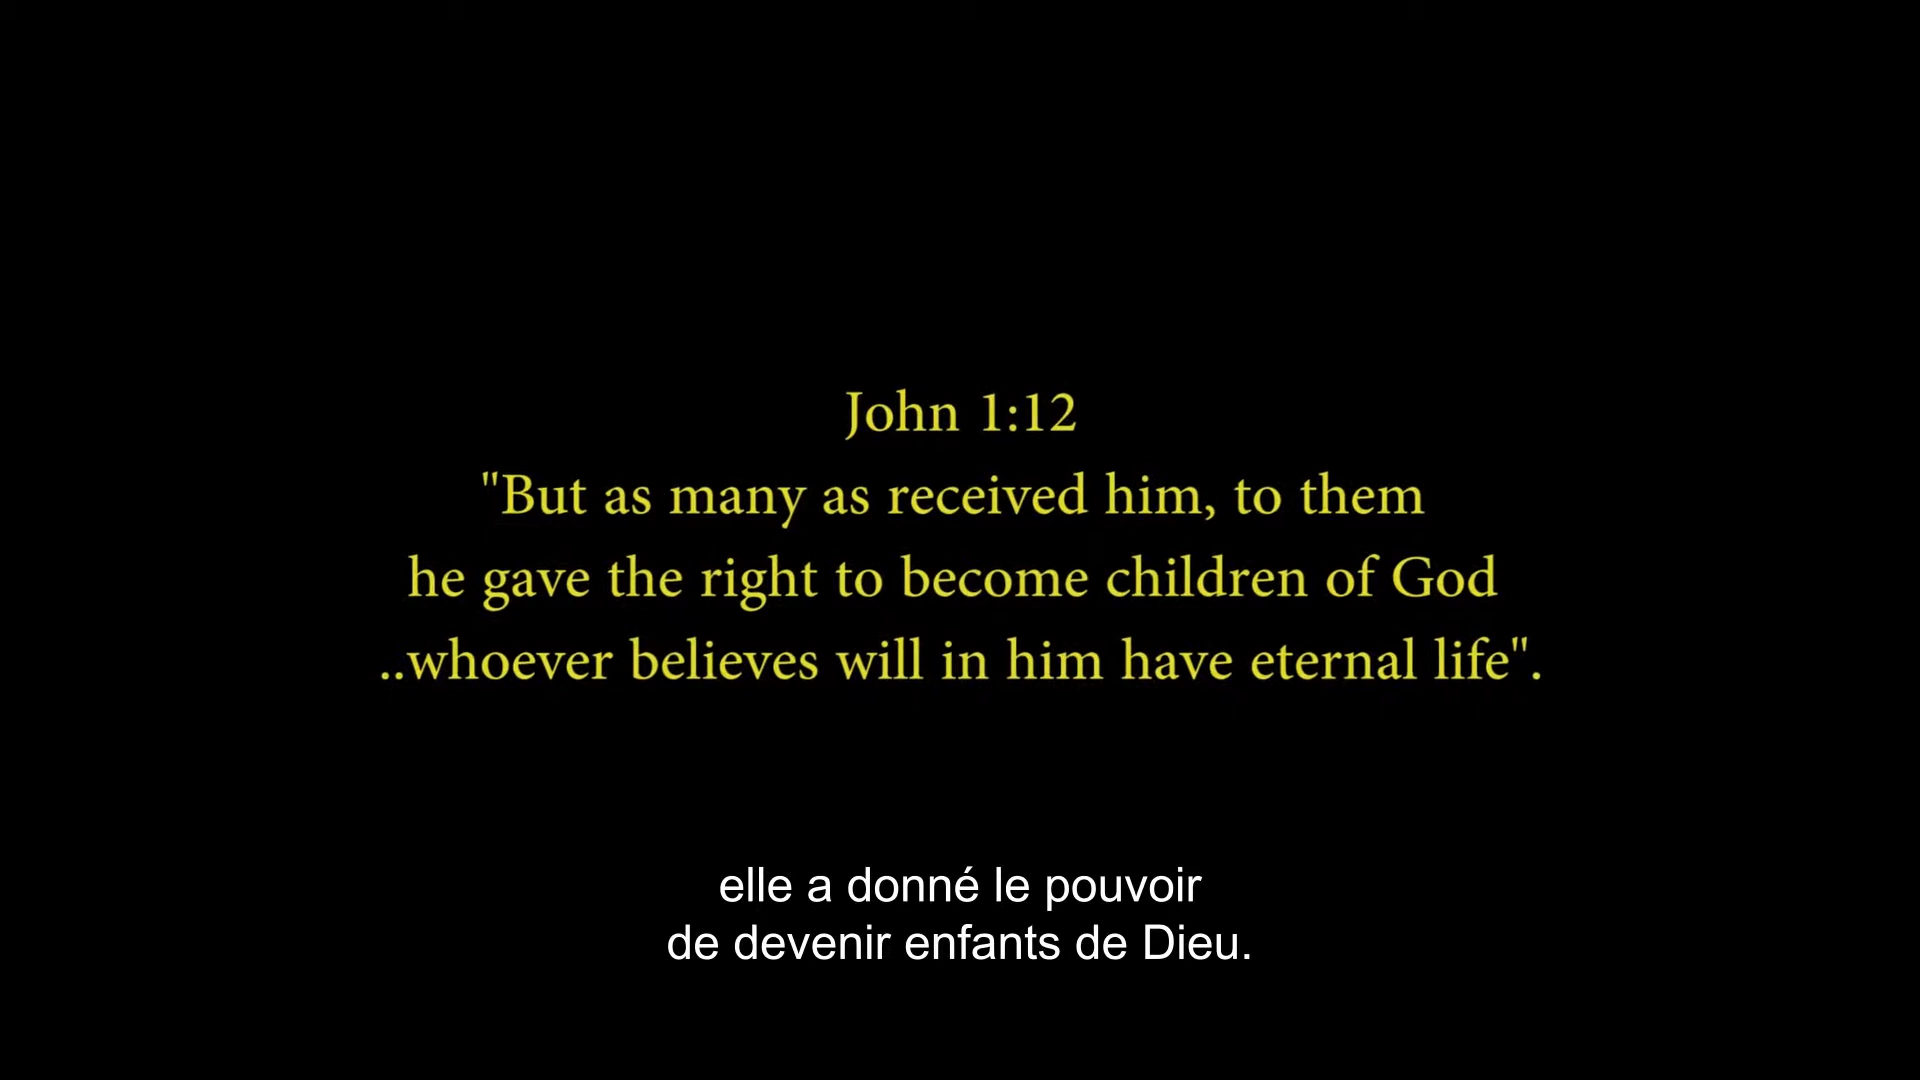 John 1:12
"But as many as received him, to them
he gave the right to become children of God
..whoever believes will in him have eternal life".
elle a donné le pouvoir
de devenir enfants de Dieu.